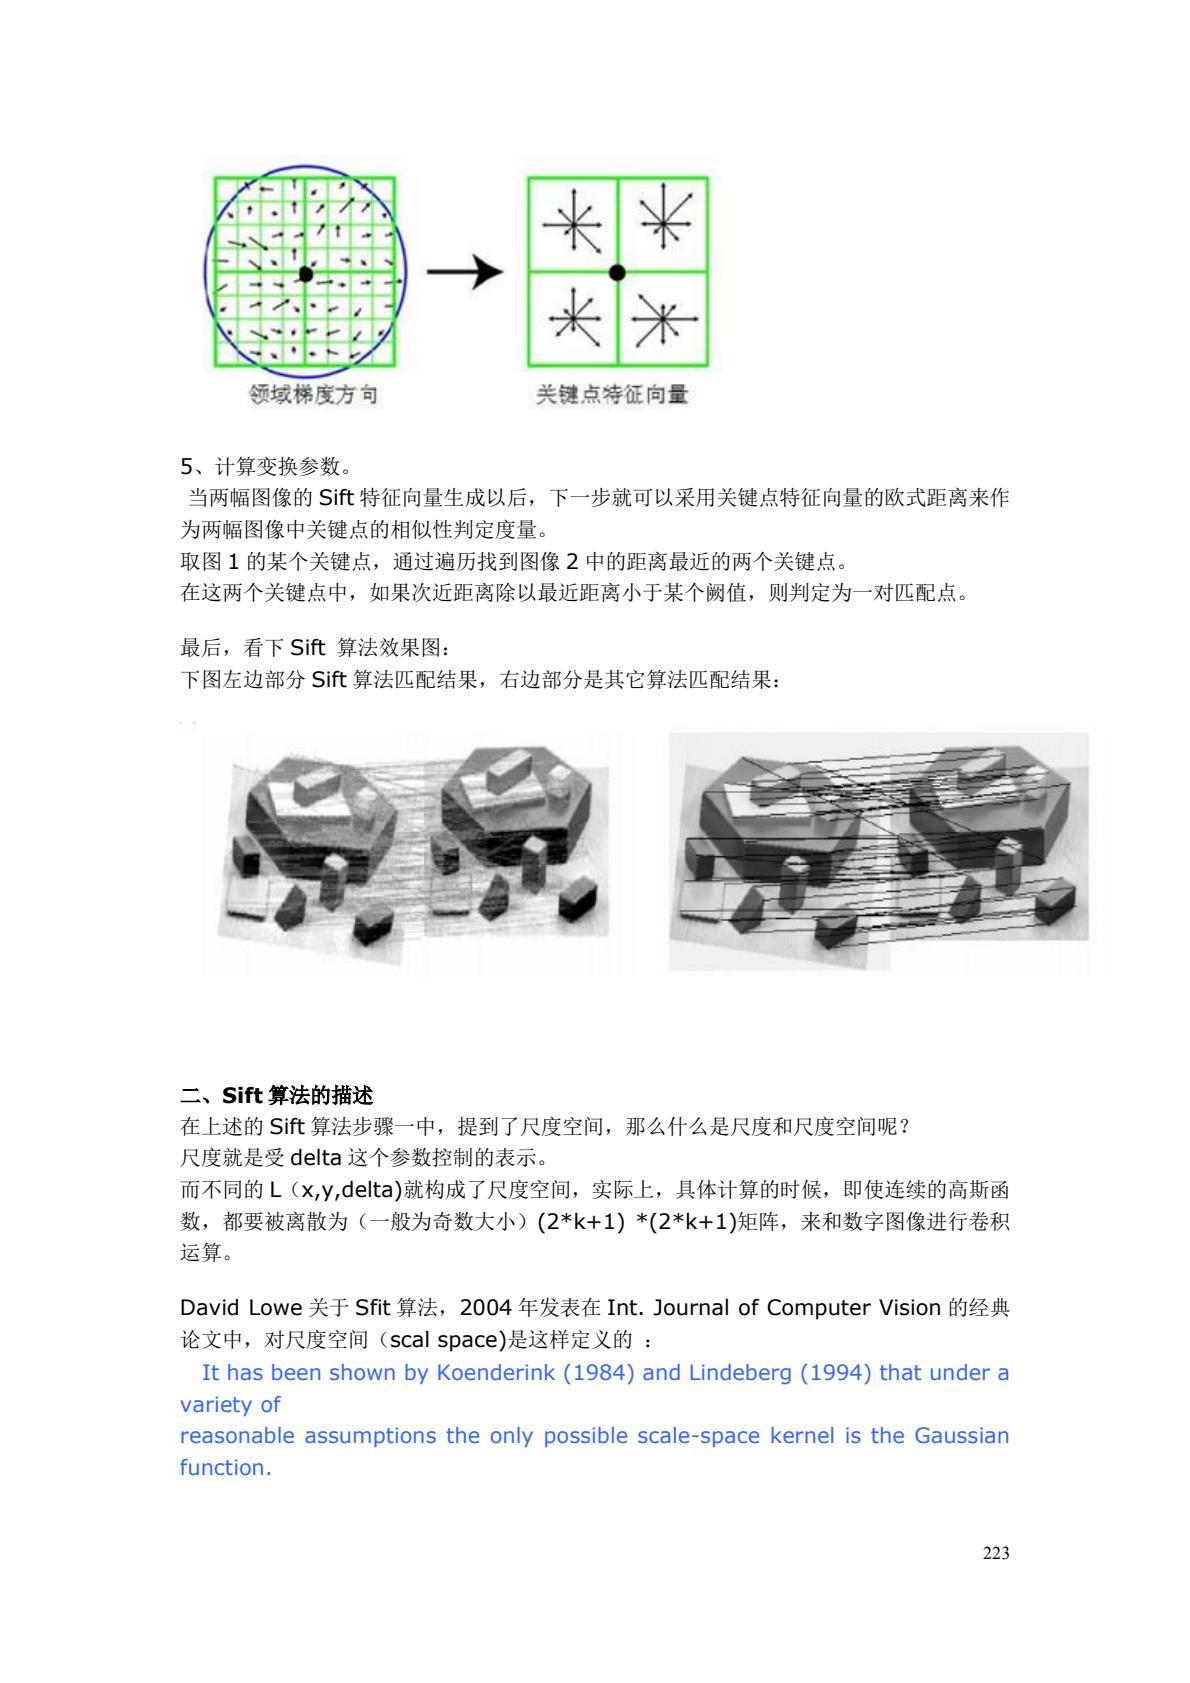 领域梯度方向
关键点特征向量
5、计算变换参数。
当两幅图像的 Sift 特征向量生成以后，下一步就可以采用关键点特征向量的欧式距离来作
为两幅图像中关键点的相似性判定度量。
取图 1 的某个关键点，通过遍历找到图像 2 中的距离最近的两个关键点。
在这两个关键点中，如果次近距离除以最近距离小于某个阙值，则判定为一对匹配点。
最后，看下 Sift 算法效果图：
下图左边部分 Sift 算法匹配结果，右边部分是其它算法匹配结果：
二、Sift 算法的描述
在上述的 Sift 算法步骤一中，提到了尺度空间，那么什么是尺度和尺度空间呢？
尺度就是受 delta 这个参数控制的表示。
而不同的 L（x,y,delta)就构成了尺度空间，实际上，具体计算的时候，即使连续的高斯函
数，都要被离散为（一般为奇数大小）(2*k+1) *(2*k+1)矩阵，来和数字图像进行卷积
运算。
David Lowe 关于 Sfit 算法，2004 年发表在 Int. Journal of Computer Vision 的经典
论文中，对尺度空间（scal space)是这样定义的 ：
It has been shown by Koenderink (1984) and Lindeberg (1994) that under a
variety of
reasonable assumptions the only possible scale-space kernel is the Gaussian
function.
223